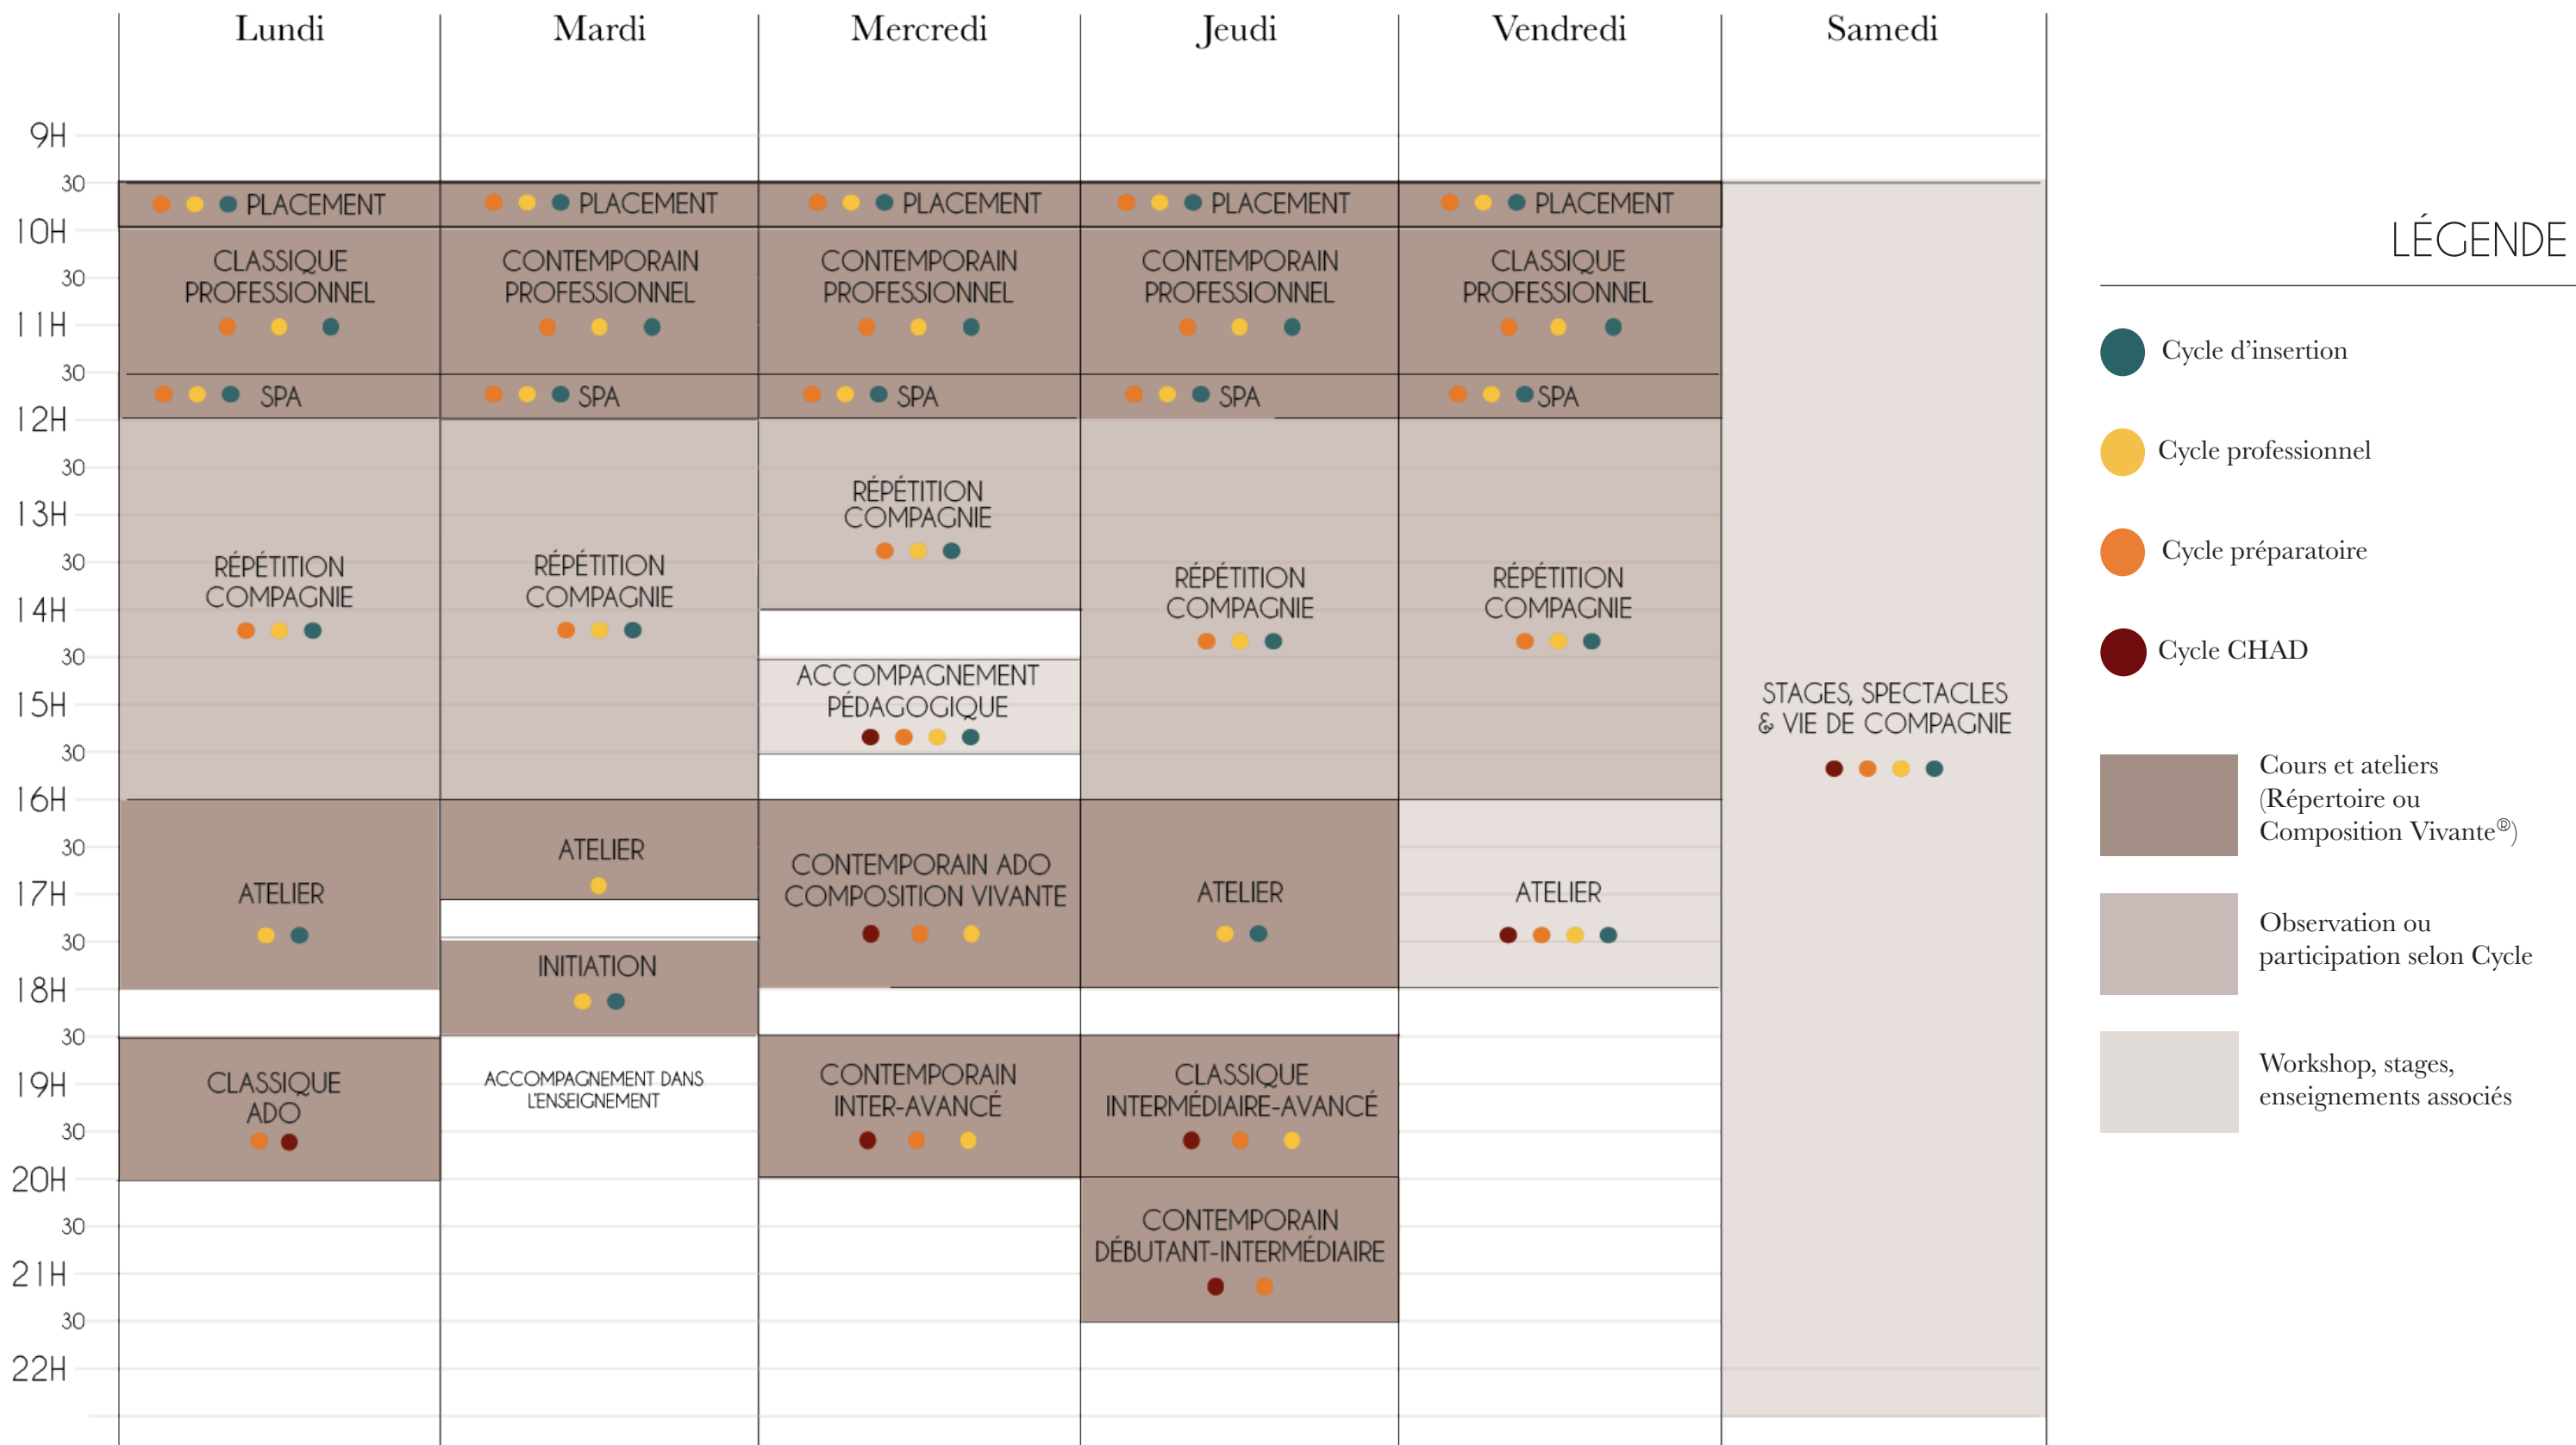 Lundi
Mardi
Mercredi
Jeudi
Vendredi
Samedi
9H
30
10H
30
11H
30
12H
30
13H
30
14H
30
15H
30
16H
30
17H
30
18H
30
19H
30
20H
30
21H
30
22H
PLACEMENT
CLASSIQUE
PROFESSIONNEL
SPA
RÉPÉTITION
COMPAGNIE
ATELIER
CLASSIQUE
ADO
PLACEMENT
CONTEMPORAIN
PROFESSIONNEL
SPA
RÉPÉTITION
COMPAGNIE
ATELIER
INITIATION
ACCOMPAGNEMENT DANS
L'ENSEIGNEMENT
PLACEMENT
CONTEMPORAIN
PROFESSIONNEL
SPA
RÉPÉTITION
COMPAGNIE
ACCOMPAGNEMENT
PÉDAGOGIQUE
CONTEMPORAIN ADO
COMPOSITION VIVANTE
CONTEMPORAIN
INTER-AVANCÉ
PLACEMENT
CONTEMPORAIN
PROFESSIONNEL
SPA
RÉPÉTITION
COMPAGNIE
ATELIER
CLASSIQUE
INTERMÉDIAIRE-AVANCÉ
CONTEMPORAIN
DÉBUTANT-INTERMÉDIAIRE
PLACEMENT
CLASSIQUE
PROFESSIONNEL
SPA
RÉPÉTITION
COMPAGNIE
ATELIER
STAGES, SPECTACLES
& VIE DE COMPAGNIE
LÉGENDE
Cycle d'insertion
Cycle professionnel
Cycle préparatoire
Cycle CHAD
Cours et ateliers
(Répertoire ou
Composition Vivante®)
Observation ou
participation selon Cycle
Workshop, stages,
enseignements associés